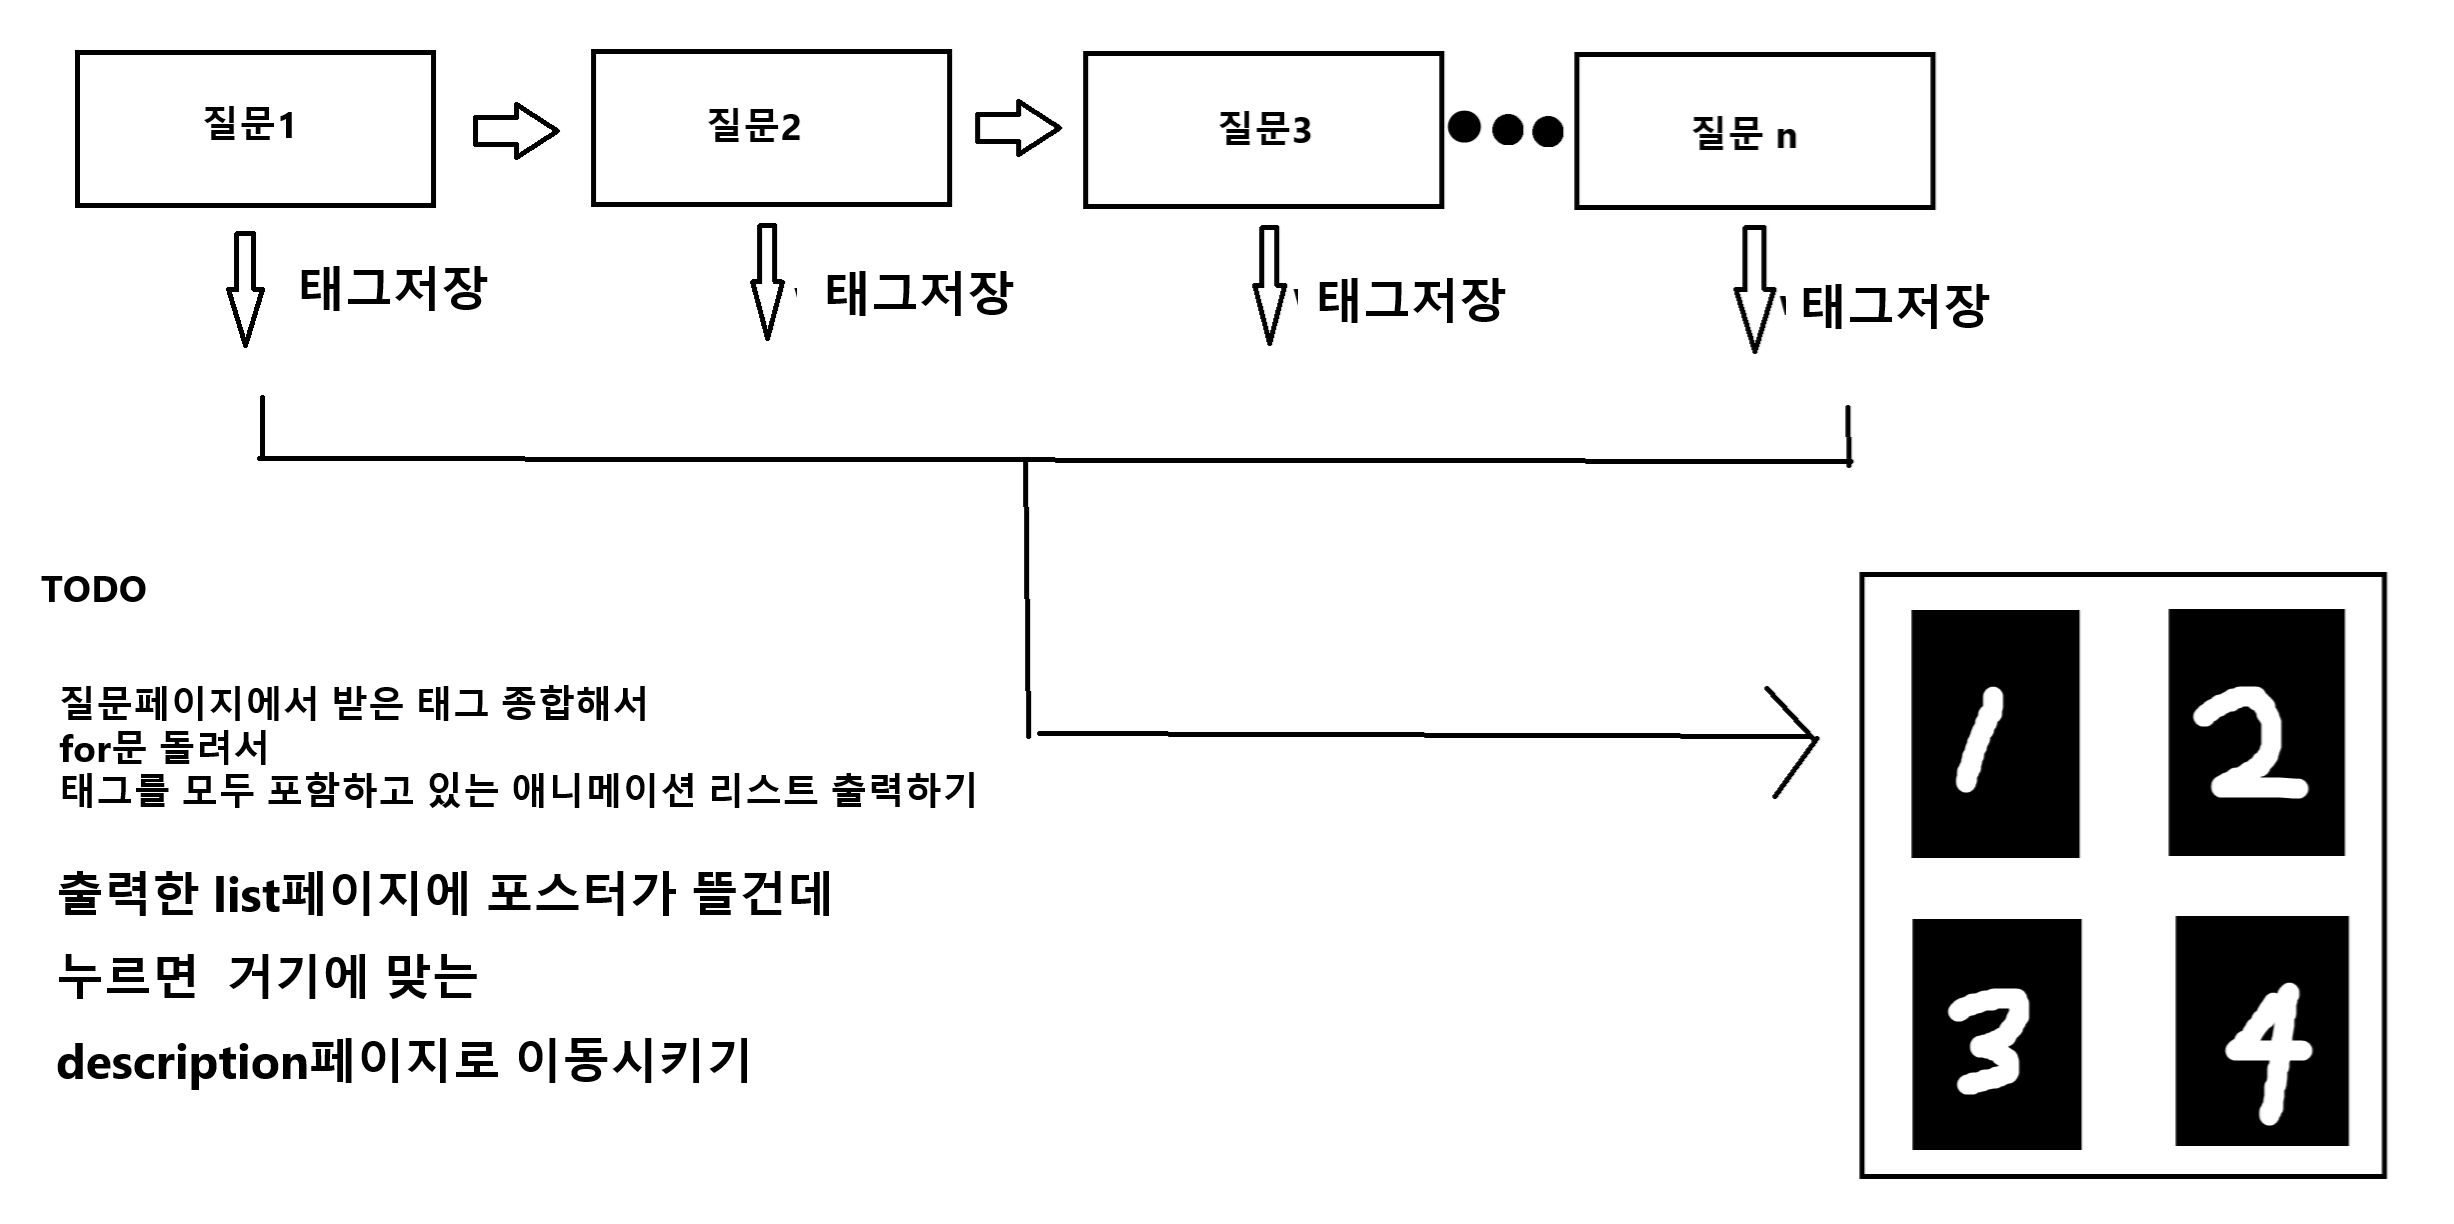 질문1
질문2
질문3
질문 n
태그저장
태그저장
태그저장
태그저장
TODO
질문페이지에서 받은 태그 종합해서
for문 돌려서
태그를 모두 포함하고 있는 애니메이션 리스트 출력하기
출력한 list페이지에 포스터가 뜰건데
누르면  거기에 맞는
description페이지로 이동시키기
1
2
3
4